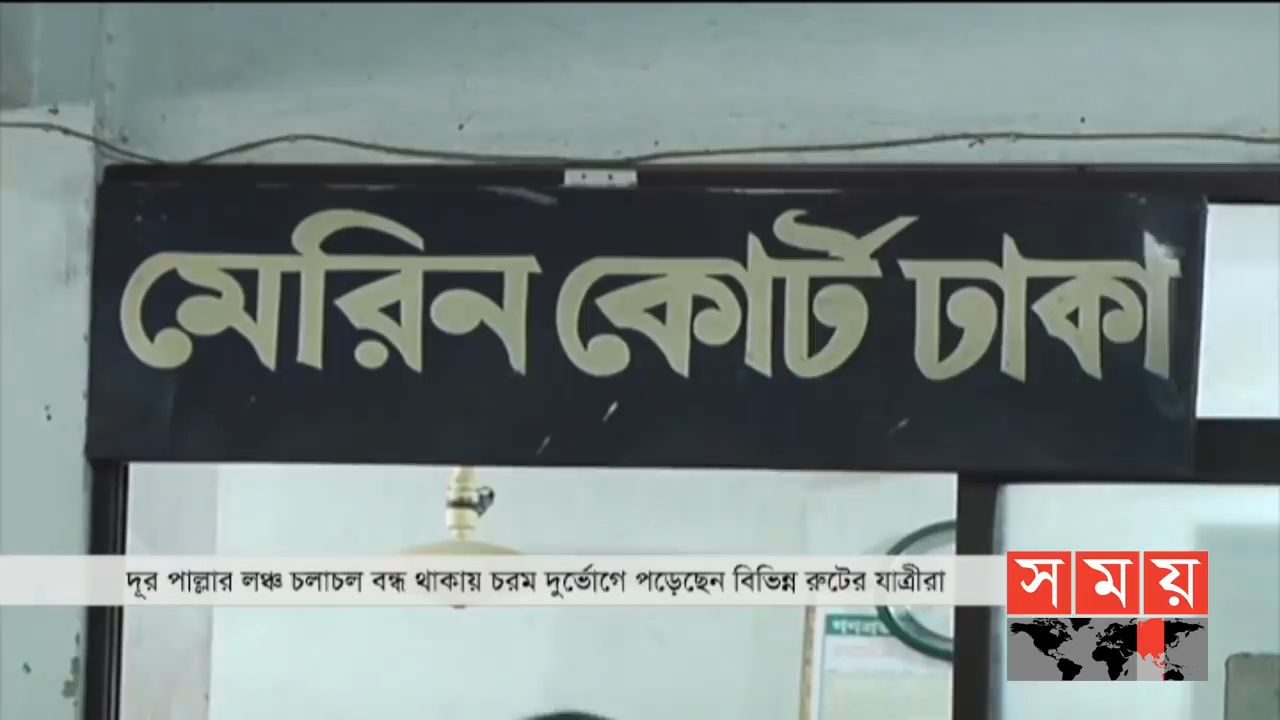 মেরিন কোর্ট ঢাকা
দূর পাল্লার লঞ্চ চলাচল বন্ধ থাকায় চরম দুর্ভোগে পড়েছেন বিভিন্ন রুটের যাত্রীরা
সময়